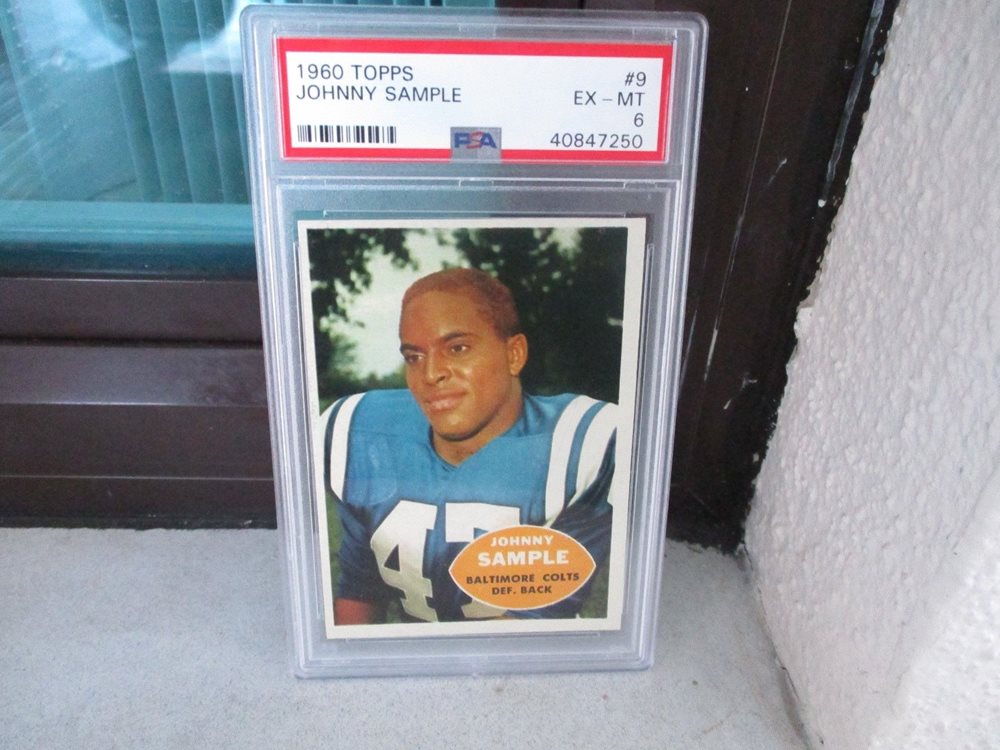 1960 TOPPS
JOHNNY SAMPLE
#9
EX - MT
6
40847250
PSA
47
JOHNNY
SAMPLE
BALTIMORE COLTS
DEF. BACK